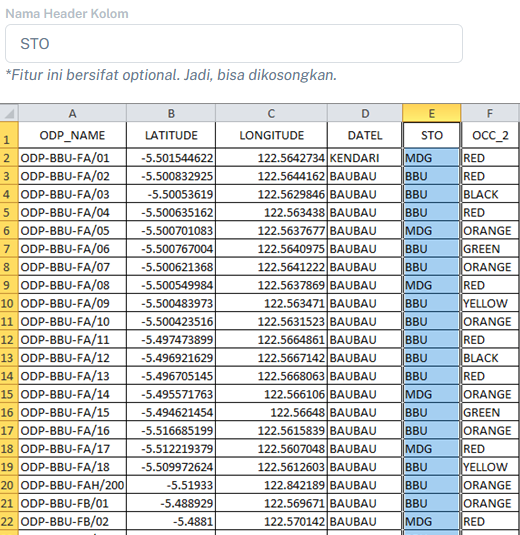 Nama Header Kolom
STO
*Fitur ini bersifat optional. Jadi, bisa dikosongkan.
A B C D E F
1 ODP_NAME LATITUDE LONGITUDE DATEL STO OCC_2
2 ODP-BBU-FA/01 -5.501544622 122.5642734 KENDARI MDG RED
3 ODP-BBU-FA/02 -5.500832925 122.5644162 BAUBAU BBU RED
4 ODP-BBU-FA/03 -5.50053619 122.5629846 BAUBAU BBU BLACK
5 ODP-BBU-FA/04 -5.500635162 122.563438 BAUBAU BBU RED
6 ODP-BBU-FA/05 -5.500701083 122.5637677 BAUBAU MDG ORANGE
7 ODP-BBU-FA/06 -5.500767004 122.5640975 BAUBAU BBU GREEN
8 ODP-BBU-FA/07 -5.500621368 122.5641222 BAUBAU BBU ORANGE
9 ODP-BBU-FA/08 -5.500549984 122.5637869 BAUBAU MDG RED
10 ODP-BBU-FA/09 -5.500483973 122.563471 BAUBAU BBU YELLOW
11 ODP-BBU-FA/10 -5.500423516 122.5631523 BAUBAU BBU ORANGE
12 ODP-BBU-FA/11 -5.497473899 122.5664861 BAUBAU BBU RED
13 ODP-BBU-FA/12 -5.496921629 122.5667142 BAUBAU BBU BLACK
14 ODP-BBU-FA/13 -5.496705145 122.5668063 BAUBAU BBU RED
15 ODP-BBU-FA/14 -5.495571763 122.566106 BAUBAU MDG ORANGE
16 ODP-BBU-FA/15 -5.494621454 122.56648 BAUBAU BBU GREEN
17 ODP-BBU-FA/16 -5.516685199 122.5615839 BAUBAU BBU ORANGE
18 ODP-BBU-FA/17 -5.512219379 122.5607048 BAUBAU MDG RED
19 ODP-BBU-FA/18 -5.509972624 122.5612603 BAUBAU BBU YELLOW
20 ODP-BBU-FAH/200 -5.51933 122.842189 BAUBAU BBU ORANGE
21 ODP-BBU-FB/01 -5.488929 122.569671 BAUBAU BBU ORANGE
22 ODP-BBU-FB/02 -5.4881 122.570142 BAUBAU MDG RED